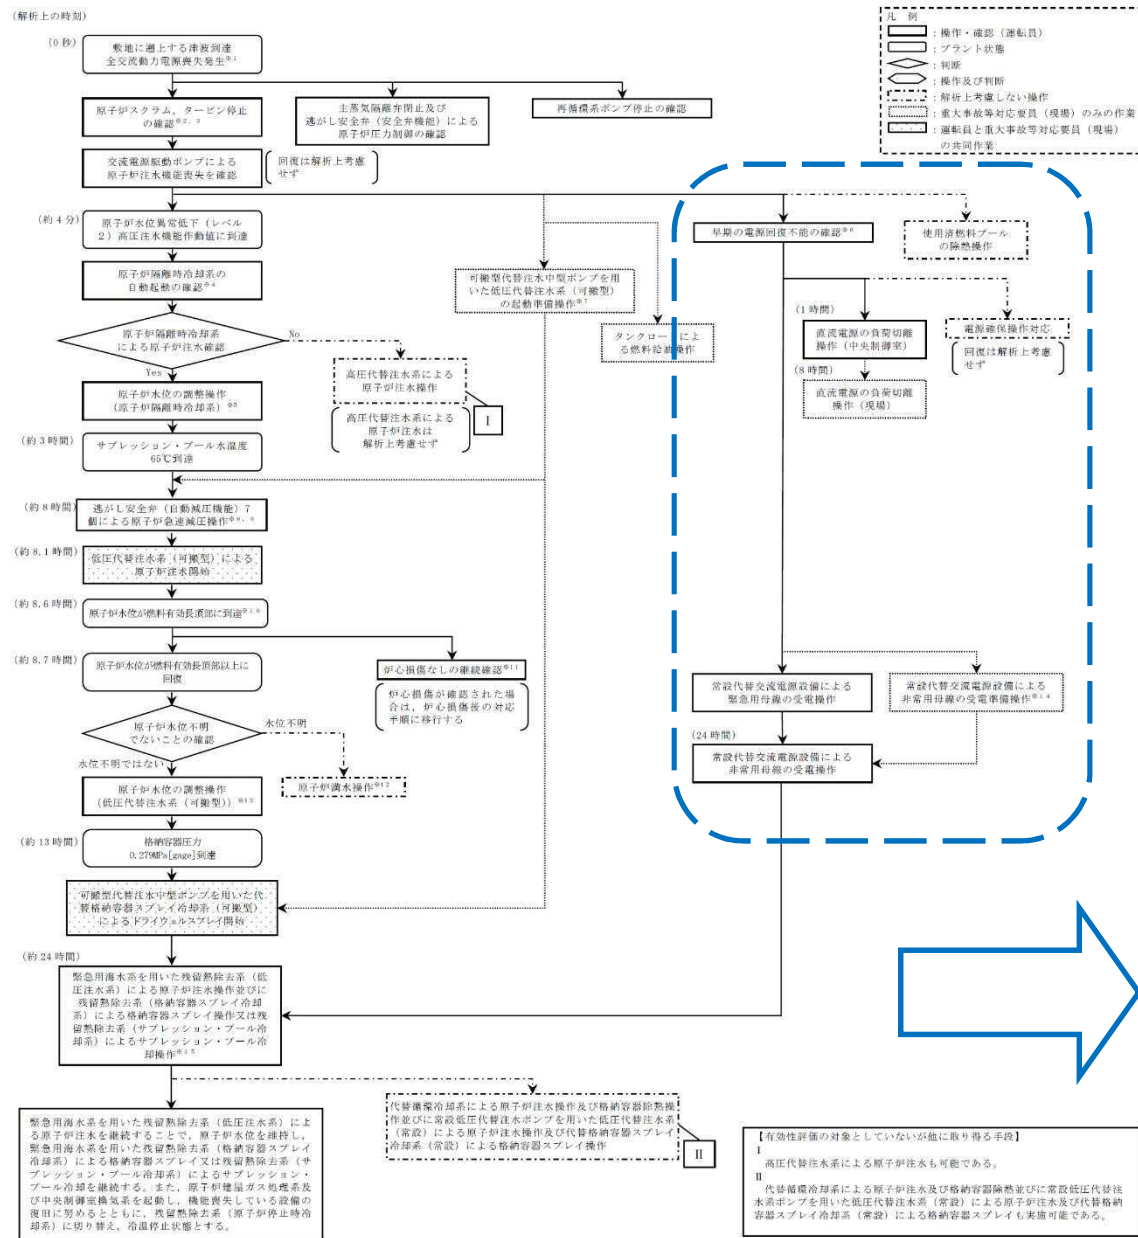 (解析上の時刻)
(0秒)
敷地に遡上する津波到達
全交流動力電源喪失発生※1
原子炉スクラム，タービン停止
の確認※2，3
主蒸気隔離弁閉止及び
逃がし安全弁（安全弁機能）による
原子炉圧力制御の確認
再循環系ポンプ停止の確認
交流電源駆動ポンプによる
原子炉注水機能喪失を確認
回復は解析上考慮
せず
(約4分)
原子炉水位異常低下（レベル
2）高圧注水機能作動値に到達
原子炉隔離時冷却系の
自動起動の確認※4
原子炉隔離時冷却系
による原子炉注水確認
No
Yes
高圧代替注水系による
原子炉注水操作
I
高圧代替注水系による
原子炉注水は
解析上考慮せず
原子炉水位の調整操作
（原子炉隔離時冷却系）※5
(約3時間)
サプレッション・プール水温度
65℃到達
(約8時間)
逃がし安全弁（自動減圧機能）7
個による原子炉急速減圧操作※8，9
(約8.1時間)
低圧代替注水系（可搬型）による
原子炉注水開始
(約8.6時間)
原子炉水位が燃料有効長頂部に到達※10
(約8.7時間)
原子炉水位が燃料有効長頂部以上に
回復
炉心損傷なしの継続確認※11
炉心損傷が確認された場
合は，炉心損傷後の対応
手順に移行する
原子炉水位不明
でないことの確認
水位不明
水位不明ではない
原子炉満水操作※12
原子炉水位の調整操作
（低圧代替注水系（可搬型））※13
(約13時間)
格納容器圧力
0.279MPa[gage]到達
可搬型代替注水中型ポンプを用いた代
替格納容器スプレイ冷却系（可搬型）
によるドライウェルスプレイ開始
(約24時間)
緊急用海水系を用いた残留熱除去系（低
圧注水系）による原子炉注水操作並びに
残留熱除去系（格納容器スプレイ冷却
系）による格納容器スプレイ操作又は残
留熱除去系（サプレッション・プール冷
却系）によるサプレッション・プール冷
却操作※15
緊急用海水系を用いた残留熱除去系（低圧注水系）によ
る原子炉注水を継続することで，原子炉水位を維持し，
緊急用海水系を用いた残留熱除去系（格納容器スプレイ
冷却系）による格納容器スプレイ又は残留熱除去系（サ
プレッション・プール冷却系）によるサプレッション・
プール冷却を継続する。また，原子炉建屋ガス処理系及
び中央制御室換気系を起動し，機能喪失している設備の
復旧に努めるとともに，残留熱除去系（原子炉停止時冷
却系）に切り替え，冷温停止状態とする。
代替循環冷却系による原子炉注水操作及び格納容器除熱操
作並びに常設低圧代替注水系ポンプを用いた低圧代替注水系
（常設）による原子炉注水操作及び代替格納容器スプレイ
冷却系（常設）による格納容器スプレイ操作
II
可搬型代替注水中型ポンプを用
いた低圧代替注水系（可搬型）
の起動準備操作※7
タンクローリによ
る燃料給油操作
早期の電源回復不能の確認※6
使用済燃料プール
の除熱操作
(1時間)
直流電源の負荷切離
操作（中央制御室）
電源確保操作対応
回復は解析上考慮
せず
(8時間)
直流電源の負荷切離
操作（現場）
常設代替交流電源設備による
緊急用母線の受電操作
常設代替交流電源設備による
非常用母線の受電準備操作※14
(24時間)
常設代替交流電源設備による
非常用母線の受電操作
凡 例
：操作・確認（運転員）
：プラント状態
：判断
：操作及び判断
：解析上考慮しない操作
：重大事故等対応要員（現場）のみの作業
：運転員と重大事故等対応要員（現場）
の共同作業
【有効性評価の対象としていないが他に取り得る手段】
I
高圧代替注水系による原子炉注水も可能である。
II
代替循環冷却系による原子炉注水及び格納容器除熱並びに常設低圧代替注
水系ポンプを用いた低圧代替注水系（常設）による原子炉注水及び代替格納
容器スプレイ冷却系（常設）による格納容器スプレイも実施可能である。